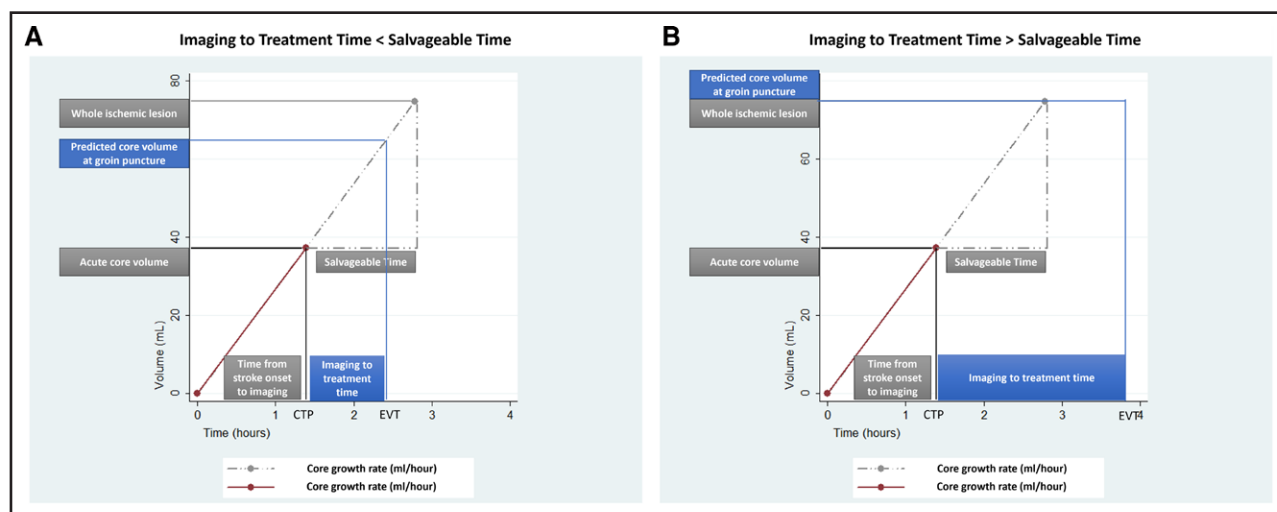 A
Imaging to Treatment Time < Salvageable Time
80
Whole ischemic lesion
Predicted core volume
at groin puncture
60
40
Acute core volume
Salvageable Time
20
Volume (mL)
Time from
stroke onset
to imaging
Imaging to
treatment
time
0
0
1
CTP
2
EVT
3
4
Time (hours)
Core growth rate (ml/hour)
Core growth rate (ml/hour)
B
Imaging to Treatment Time > Salvageable Time
Predicted core volume
at groin puncture
80
Whole ischemic lesion
60
40
Acute core volume
Salvageable Time
20
Volume (mL)
Time from
stroke onset
to imaging
Imaging to treatment time
0
0
1
CTP
2
3
EVT
4
Time (hours)
Core growth rate (ml/hour)
Core growth rate (ml/hour)